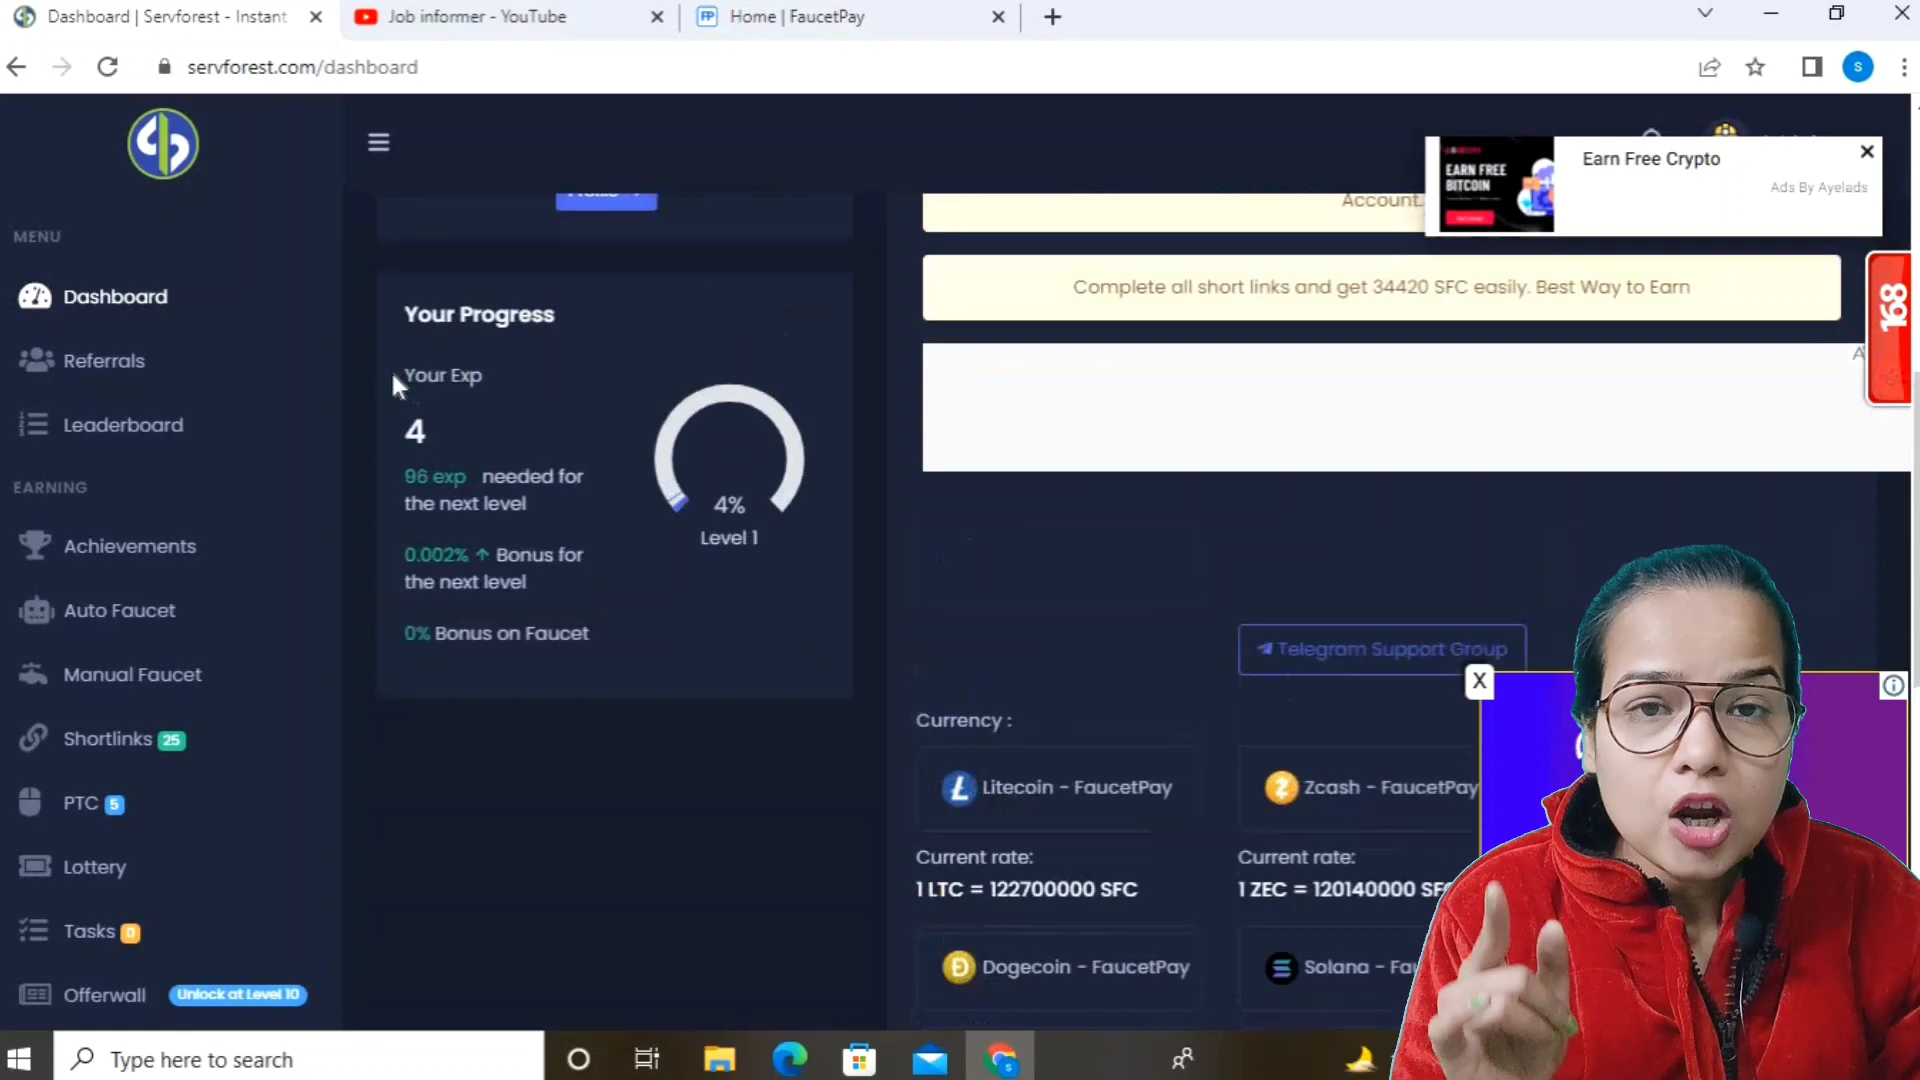 Dashboard | Servforest - Instant
Job informer - YouTube
FP Home | FaucetPay
servforest.com/dashboard
S
Earn Free Crypto
Ads By Ayelads
EARN FREE
BITCOIN
MENU
Dashboard
Referrals
Leaderboard
EARNING
Achievements
Auto Faucet
Manual Faucet
Shortlinks 25
PTC 5
Lottery
Tasks 0
Offerwall Unlock at Level 10
Your Progress
Your Exp
4
96 exp needed for
the next level
0.002% ↑ Bonus for
the next level
0% Bonus on Faucet
4%
Level 1
Account.
Complete all short links and get 34420 SFC easily. Best Way to Earn
168
Telegram Support Group
X
Currency :
Litecoin - FaucetPay
Zcash - FaucetPay
Current rate:
1 LTC = 122700000 SFC
Current rate:
1 ZEC = 120140000 SFC
Dogecoin - FaucetPay
Solana - Fau
Type here to search